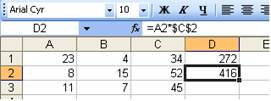 Arial Cyr 10 Ж К Ч
D2 fx =A2*$C$2
A B C D E
1 23 4 34 272
2 8 15 52 416
3 11 7 45